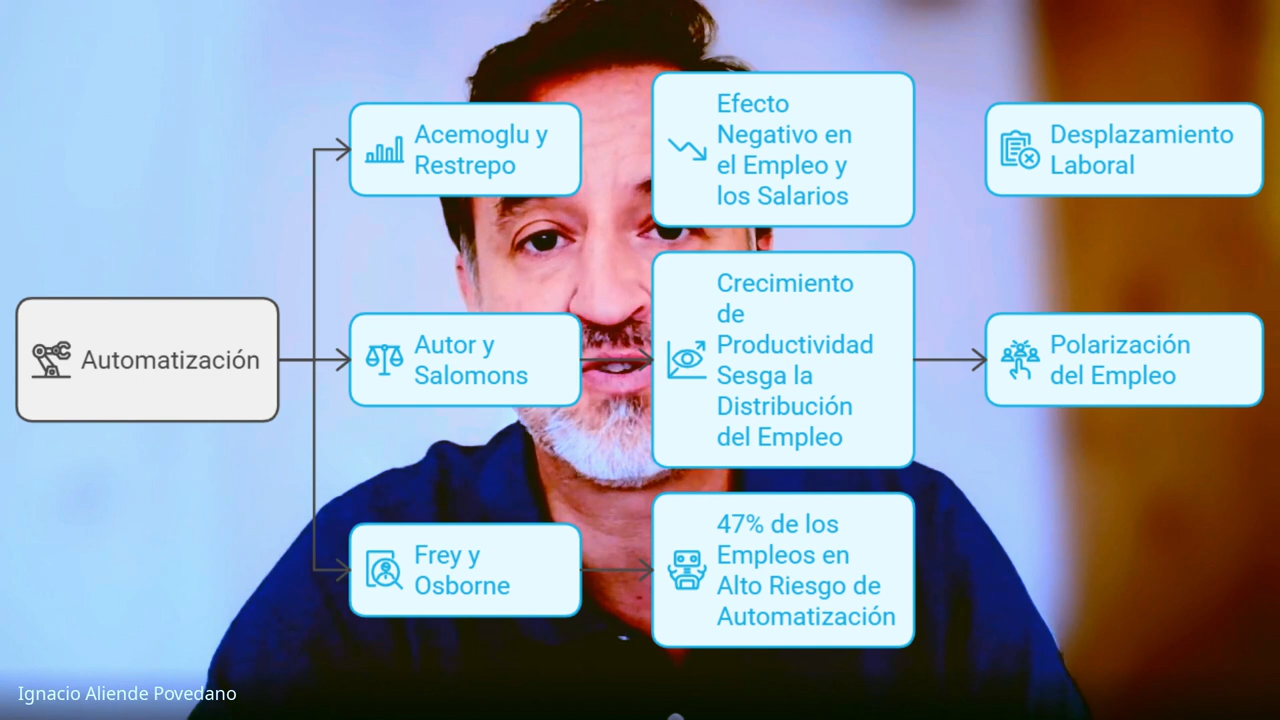 Automatización
Acemoglu y
Restrepo
Efecto
Negativo en
el Empleo y
los Salarios
Desplazamiento
Laboral
Autor y
Salomons
Crecimiento
de
Productividad
Sesga la
Distribución
del Empleo
Polarización
del Empleo
Frey y
Osborne
47% de los
Empleos en
Alto Riesgo de
Automatización
Ignacio Aliende Povedano